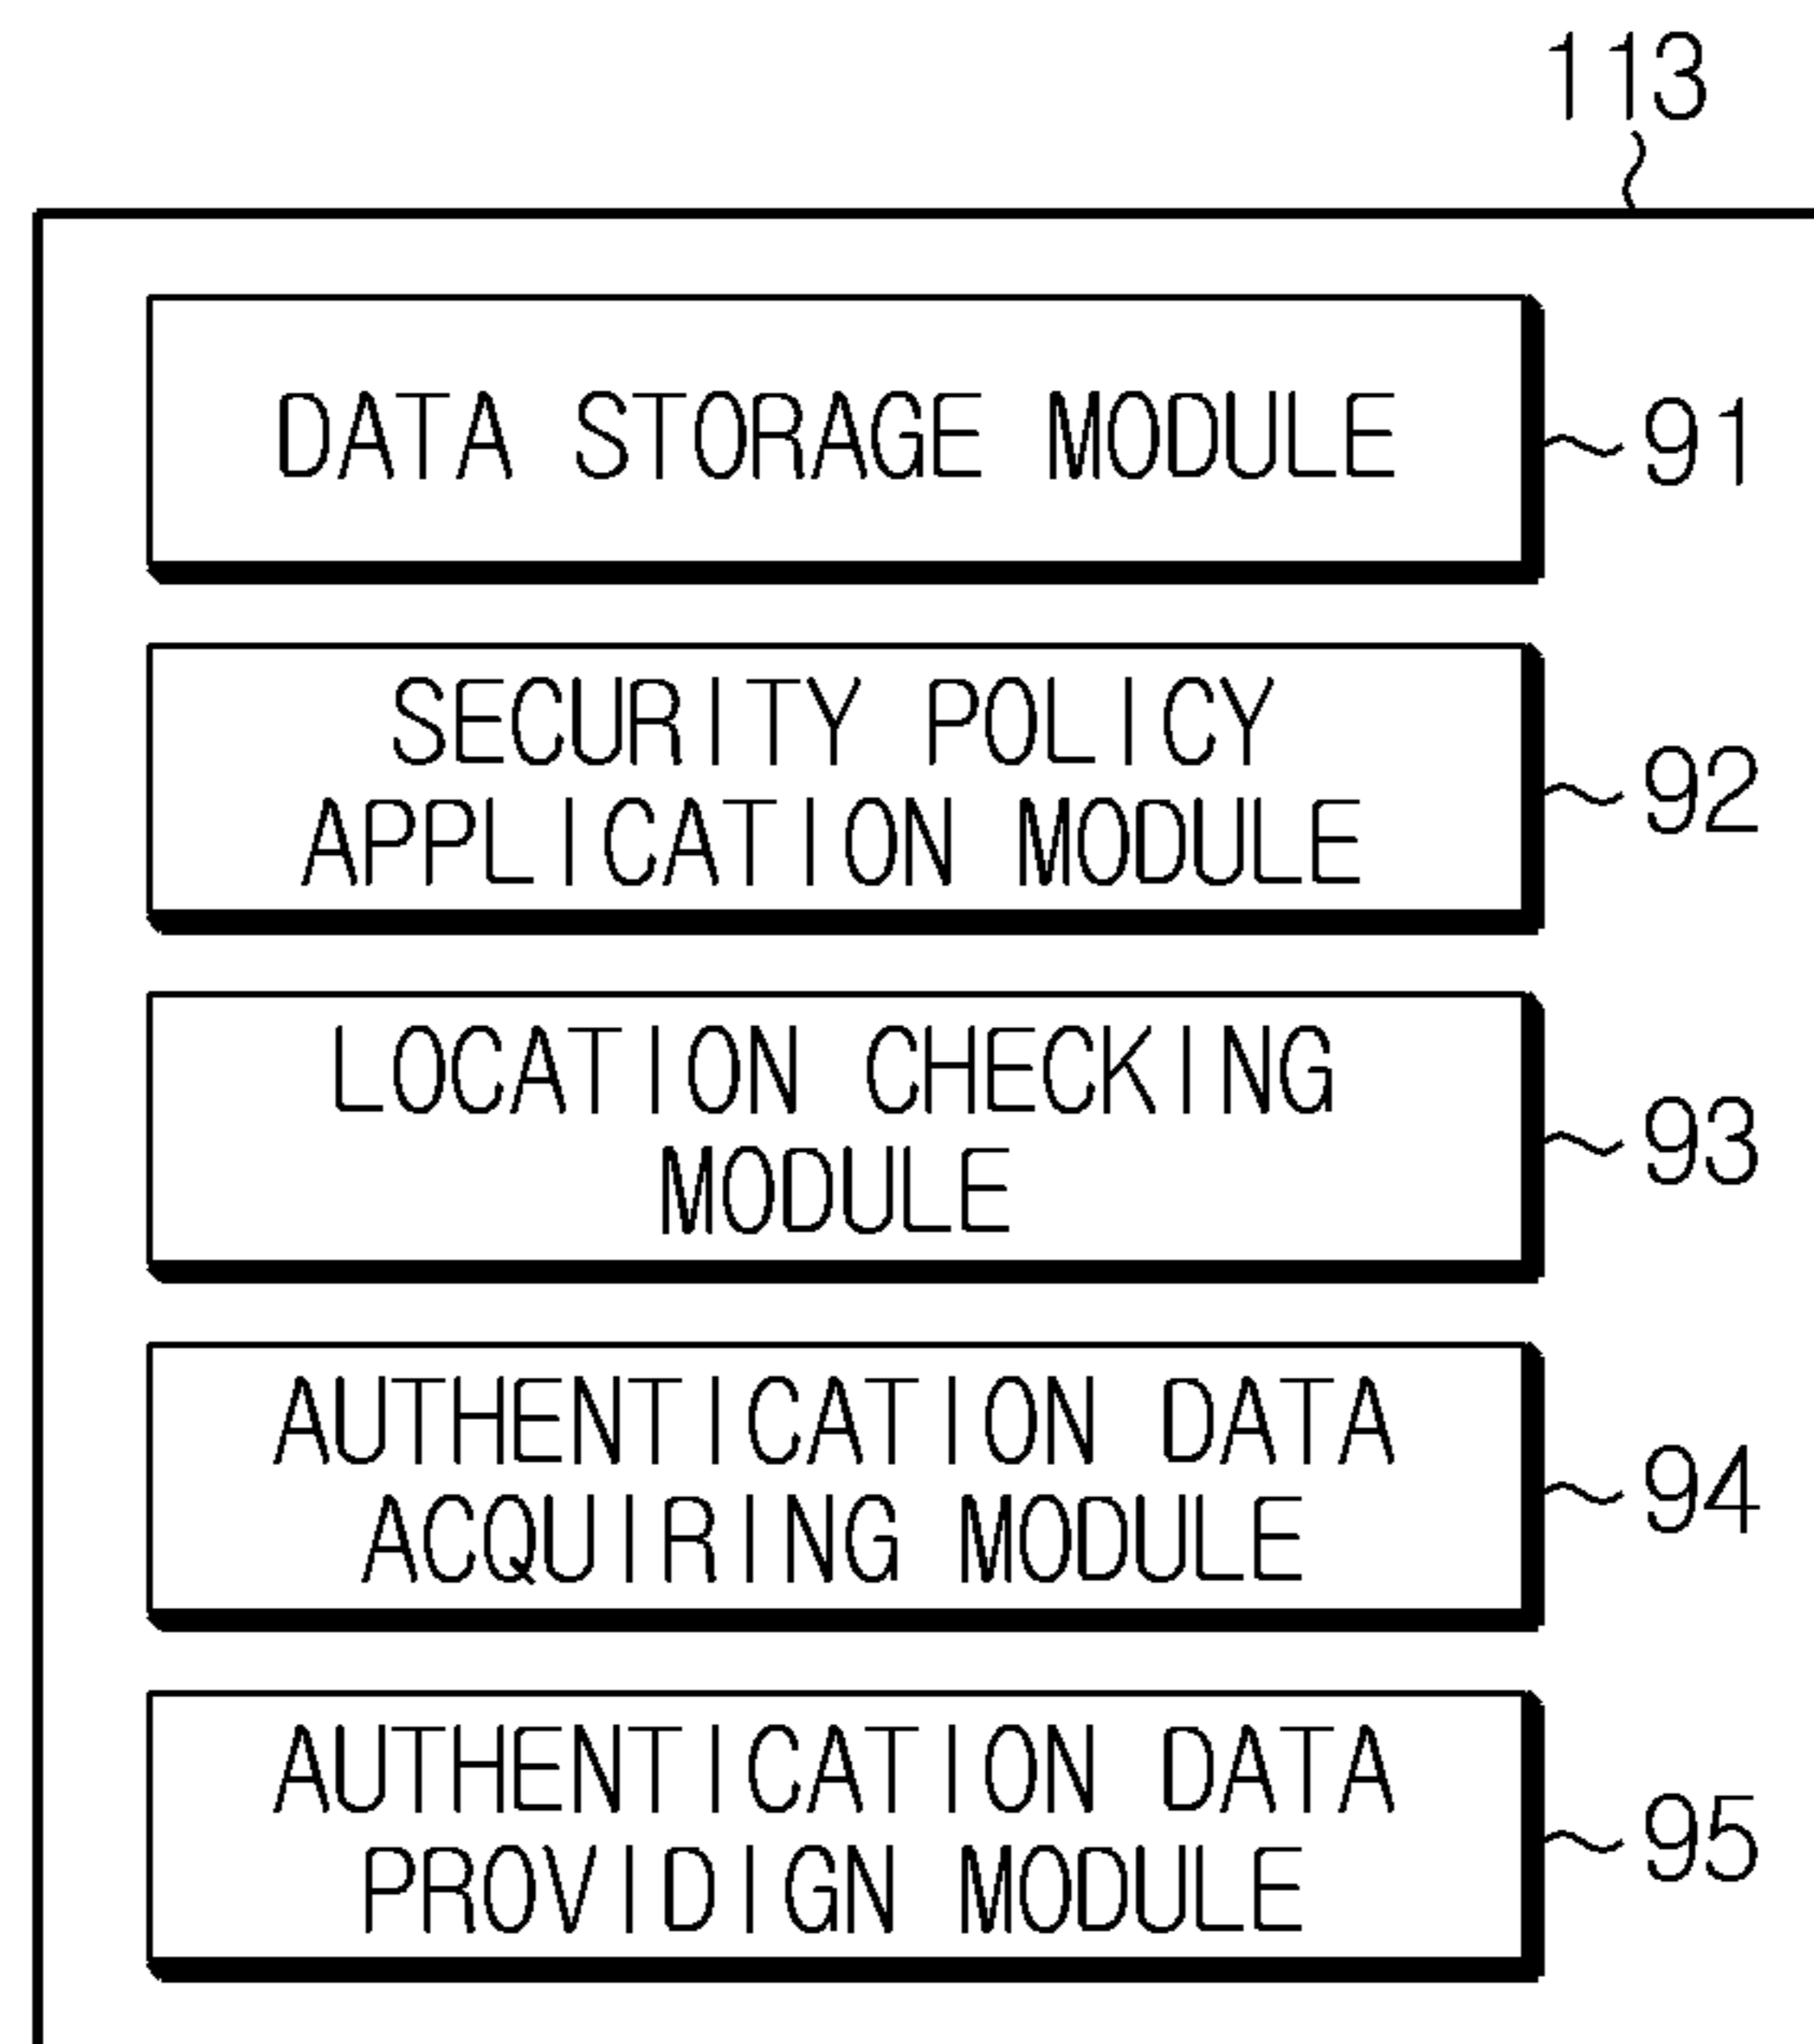 113
DATA STORAGE MODULE
91
SECURITY POLICY
APPLICATION MODULE
92
LOCATION CHECKING
MODULE
93
AUTHENTICATION DATA
ACQUIRING MODULE
94
AUTHENTICATION DATA
PROVIDIGN MODULE
95